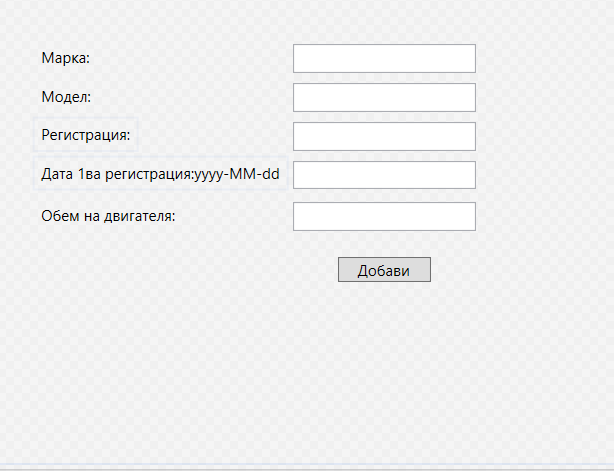 Марка:
Модел:
Регистрация:
Дата 1ва регистрация:yyyy-MM-dd
Обем на двигателя:
Добави